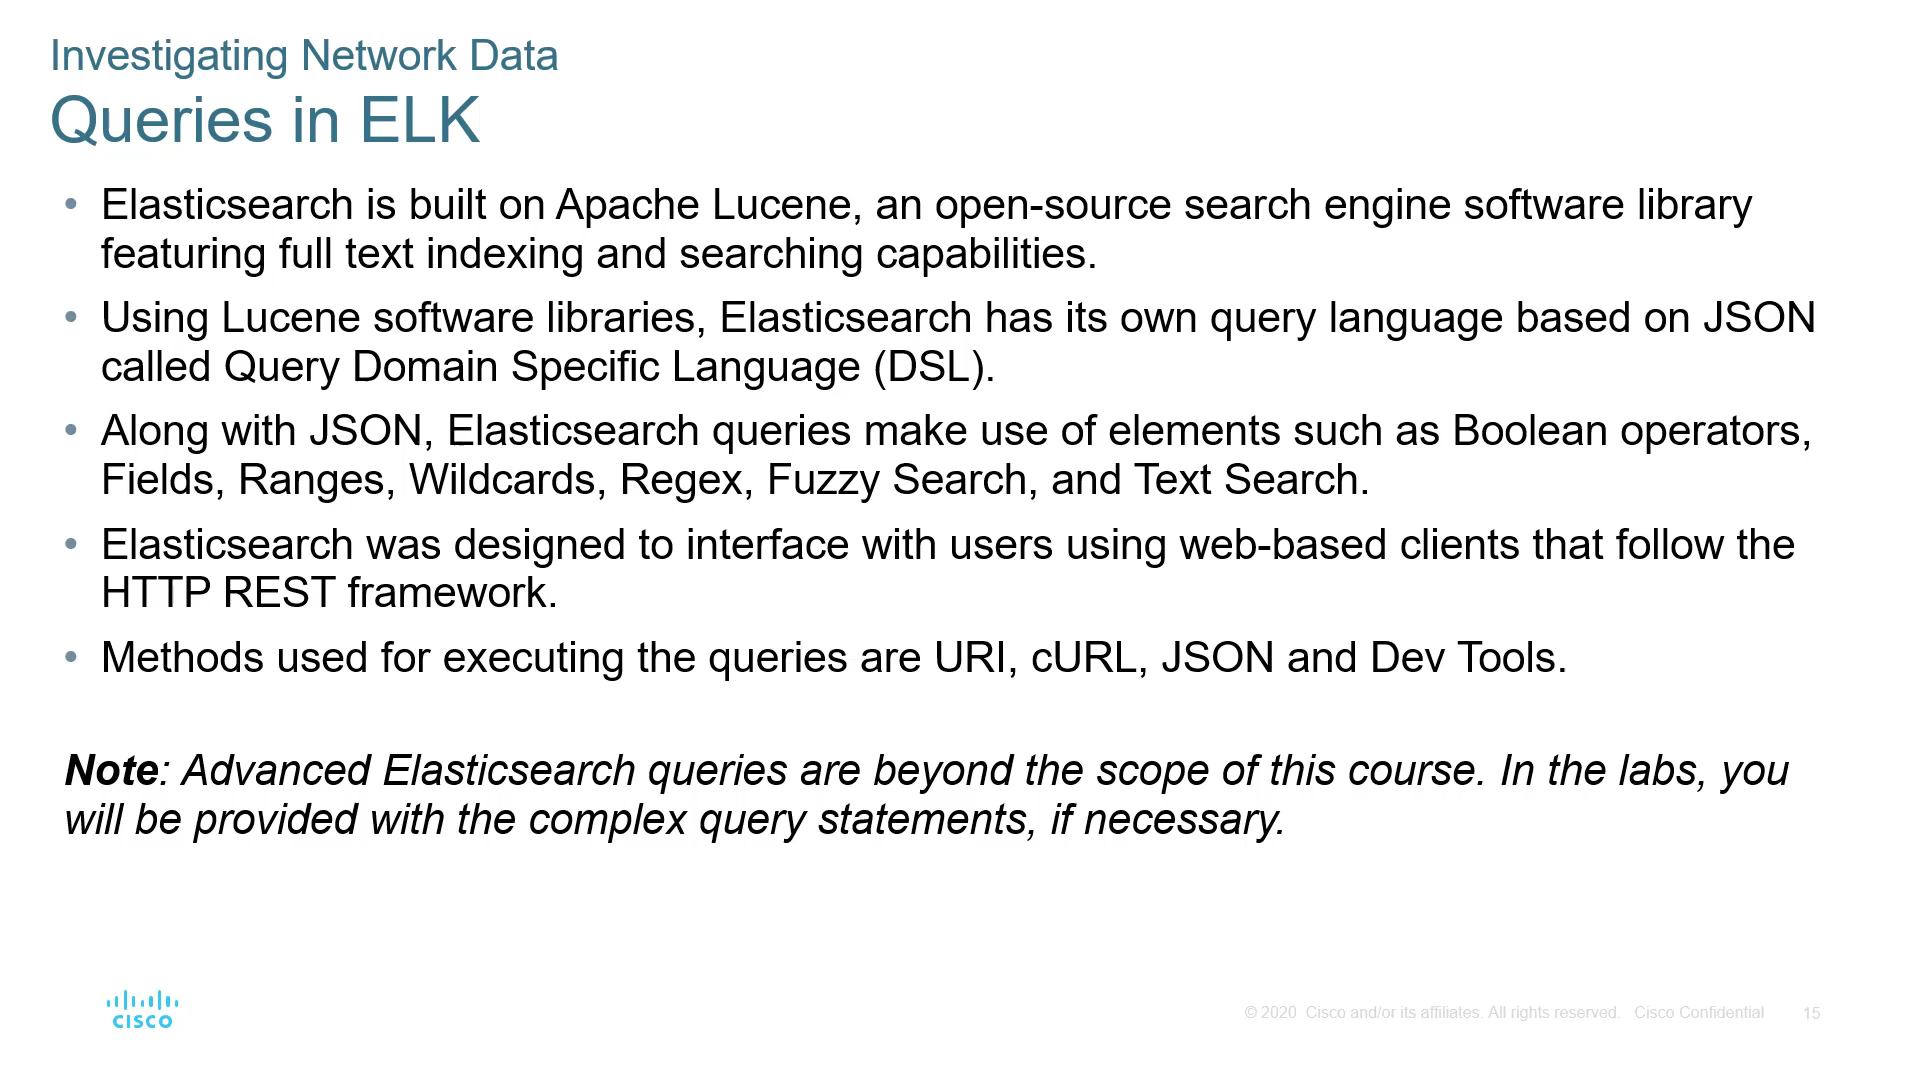 Investigating Network Data
Queries in ELK
• Elasticsearch is built on Apache Lucene, an open-source search engine software library
featuring full text indexing and searching capabilities.
• Using Lucene software libraries, Elasticsearch has its own query language based on JSON
called Query Domain Specific Language (DSL).
• Along with JSON, Elasticsearch queries make use of elements such as Boolean operators,
Fields, Ranges, Wildcards, Regex, Fuzzy Search, and Text Search.
• Elasticsearch was designed to interface with users using web-based clients that follow the
HTTP REST framework.
• Methods used for executing the queries are URI, cURL, JSON and Dev Tools.
Note: Advanced Elasticsearch queries are beyond the scope of this course. In the labs, you
will be provided with the complex query statements, if necessary.
CISCO
© 2020 Cisco and/or its affiliates. All rights reserved. Cisco Confidential 15